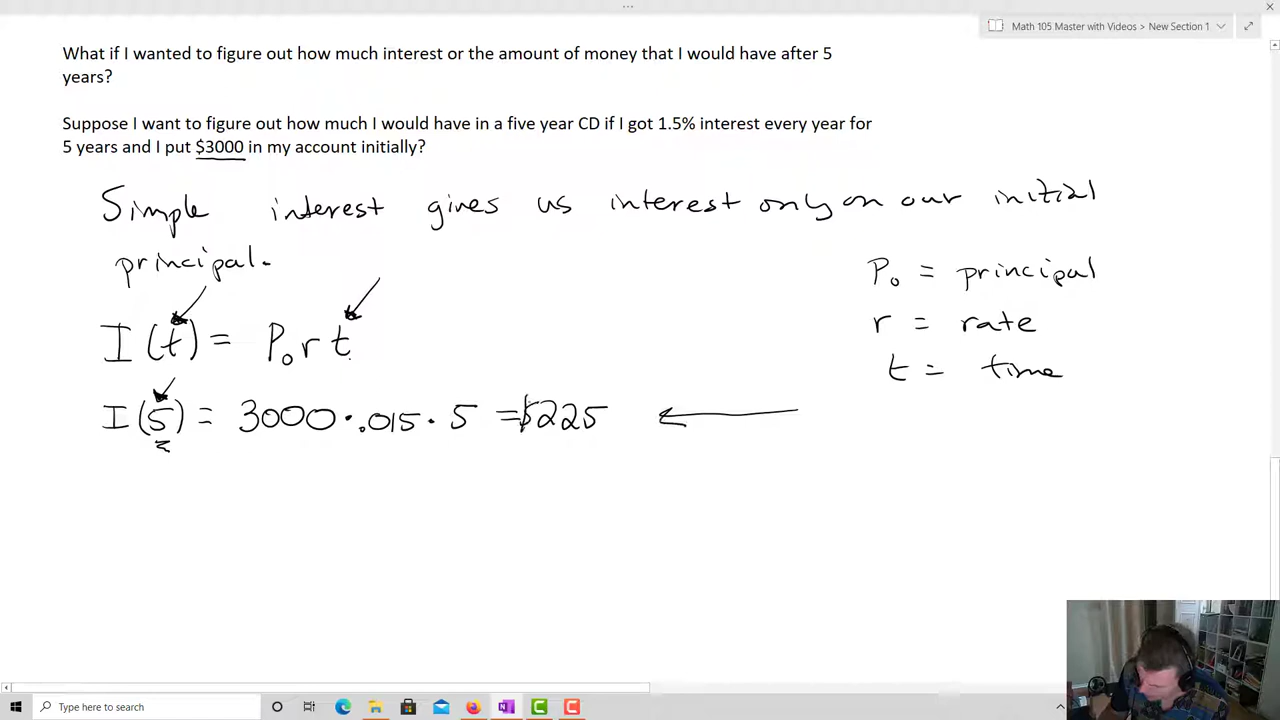 Math 105 Master with Videos > New Section 1
What if I wanted to figure out how much interest or the amount of money that I would have after 5
years?
Suppose I want to figure out how much I would have in a five year CD if I got 1.5% interest every year for
5 years and I put $3000 in my account initially?
Simple interest gives us interest only on our initial
principal.
P₀ = principal
r = rate
t = time
I(t) = P₀rt
I(5) = 3000·.015·5 = $225
Type here to search